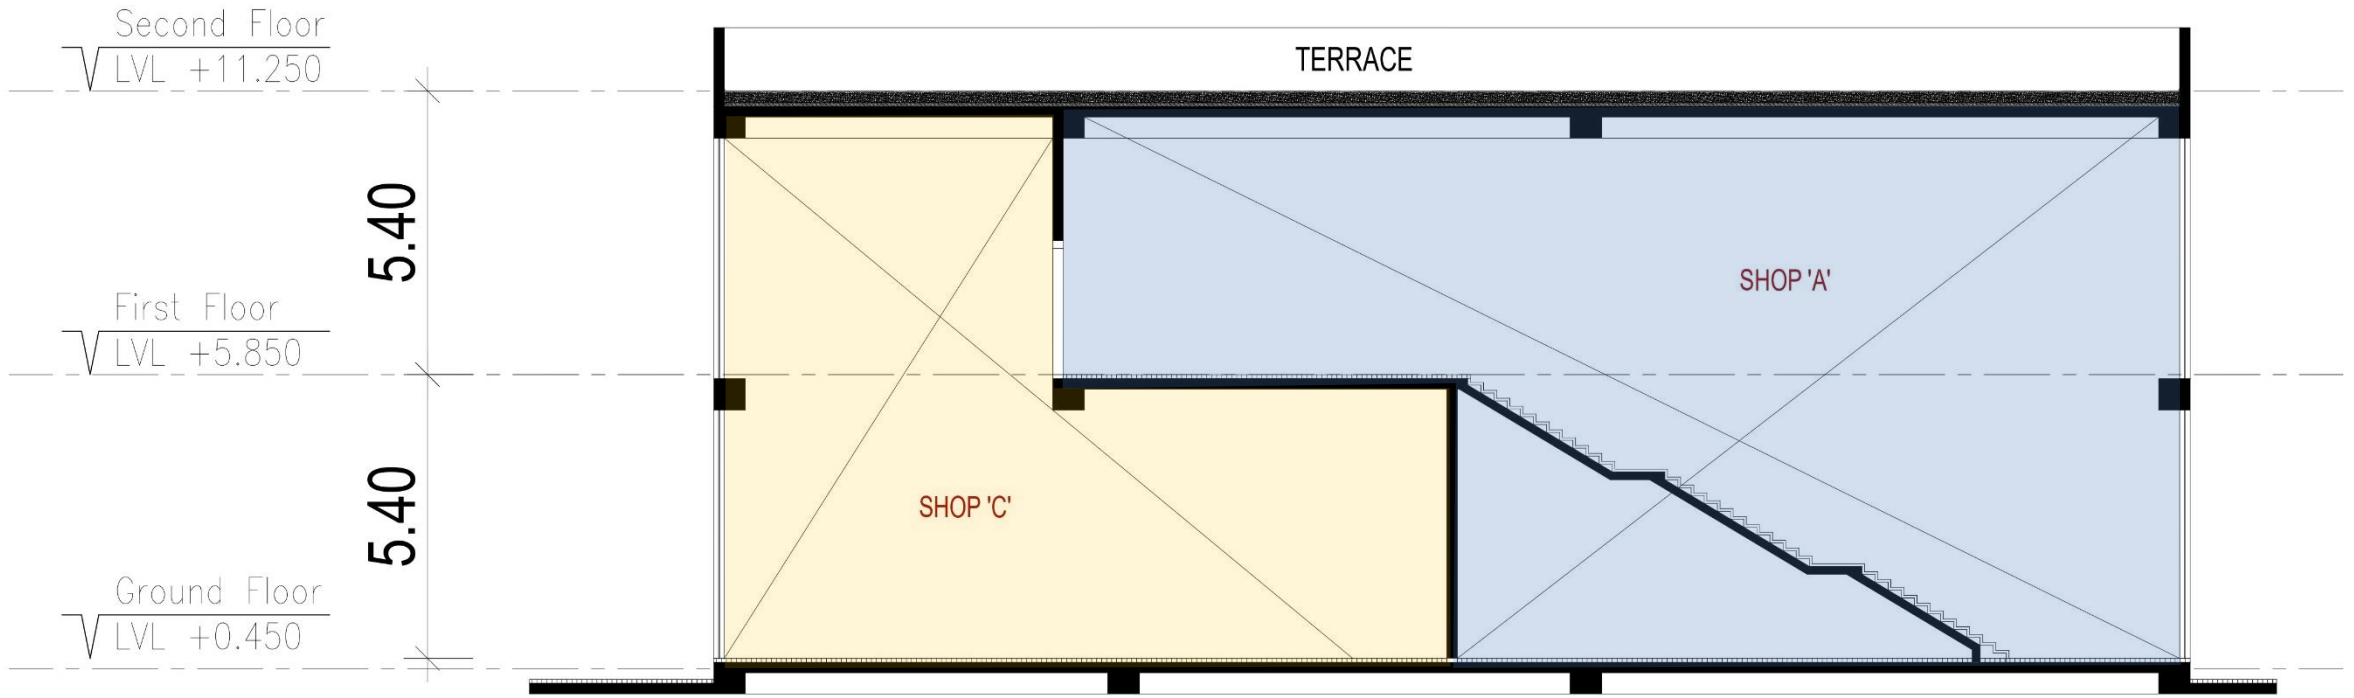 Second Floor
LVL +11.250
TERRACE
5.40
SHOP 'A'
First Floor
LVL +5.850
5.40
SHOP 'C'
Ground Floor
LVL +0.450